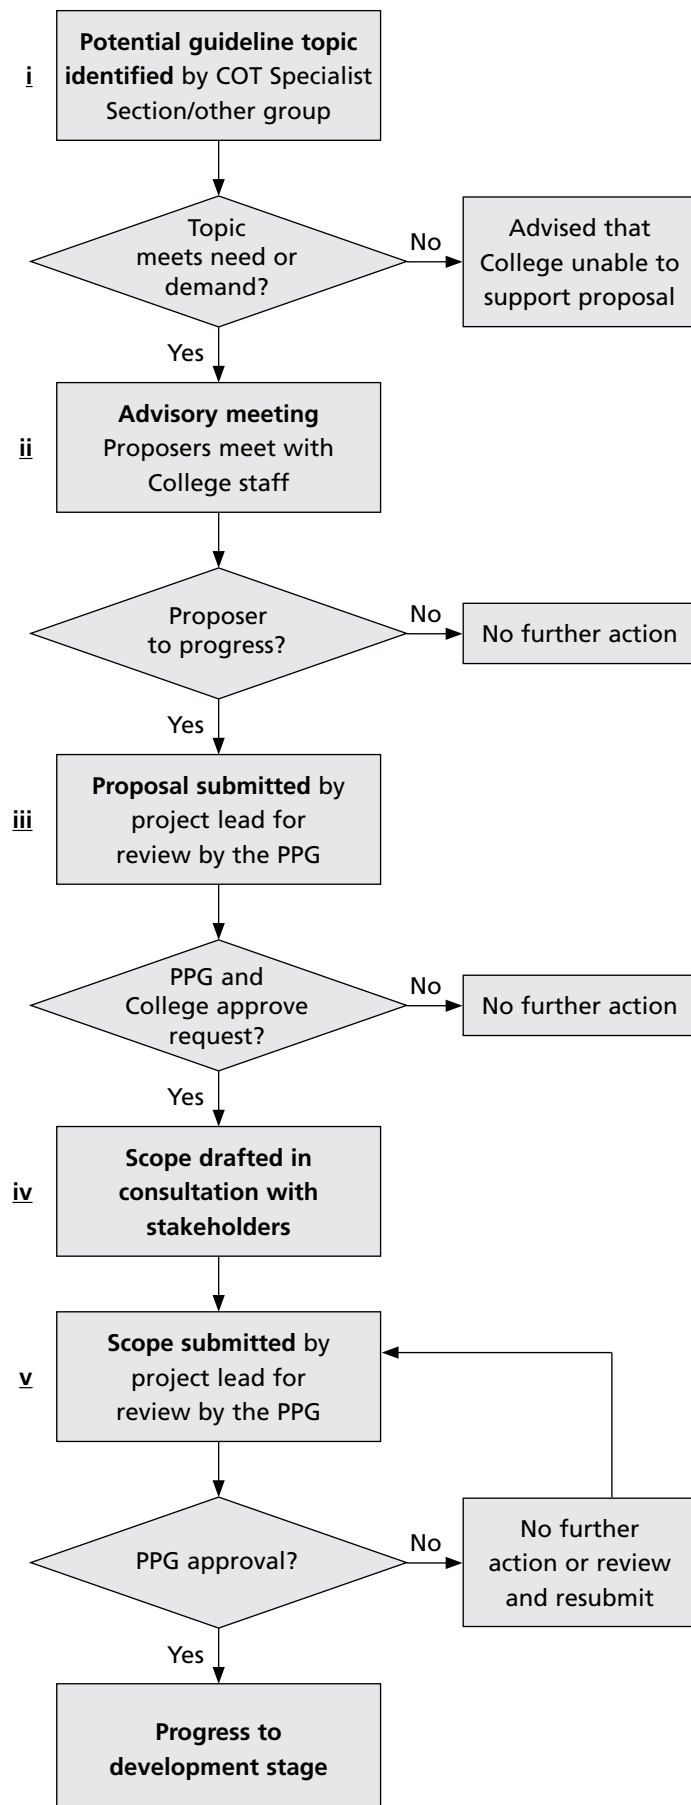 Potential guideline topic
i
identified by COT Specialist
Section/other group
Topic
meets need or
demand?
No
Advised that
College unable to
support proposal
Yes
Advisory meeting
ii
Proposers meet with
College staff
Proposer
to progress?
No
No further action
Yes
Proposal submitted by
iii
project lead for
review by the PPG
PPG and
College approve
request?
No
No further action
Yes
Scope drafted in
iv
consultation with
stakeholders
Scope submitted by
v
project lead for
review by the PPG
PPG approval?
No
No further
action or review
and resubmit
Yes
Progress to
development stage